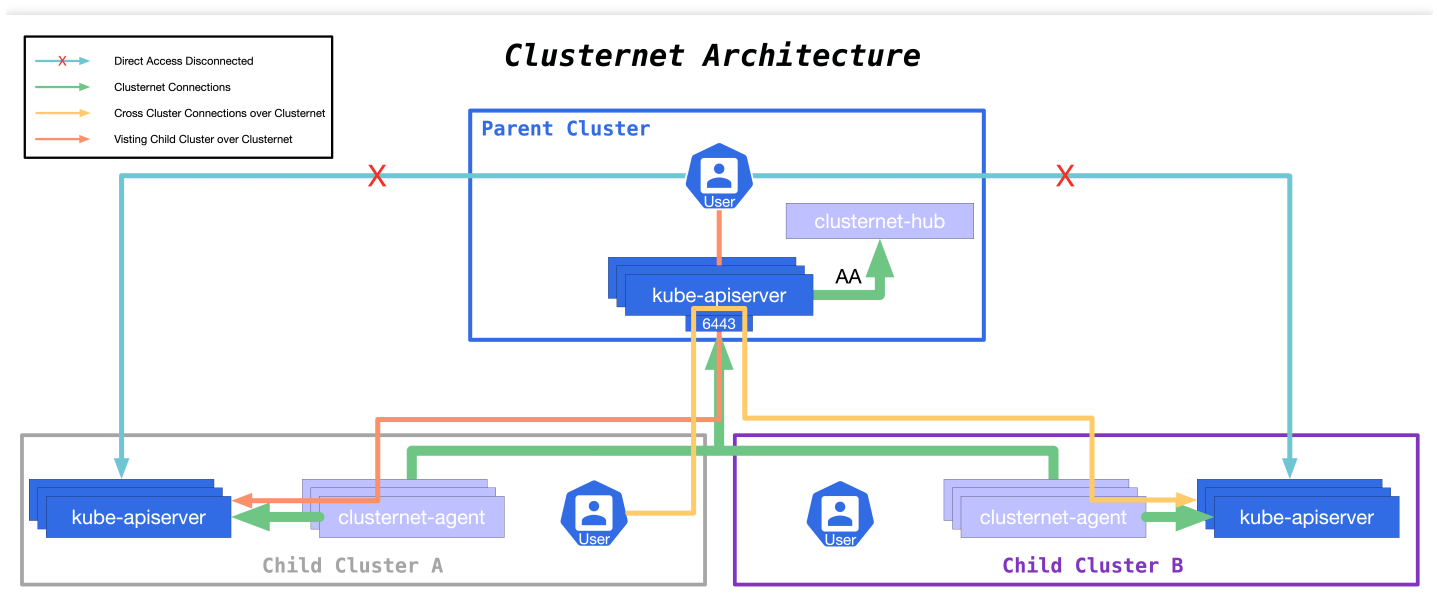 Clusternet Architecture
X Direct Access Disconnected
Clusternet Connections
Cross Cluster Connections over Clusternet
Visting Child Cluster over Clusternet
Parent Cluster
X
User
X
clusternet-hub
AA
kube-apiserver
6443
kube-apiserver
clusternet-agent
User
Child Cluster A
User
clusternet-agent
kube-apiserver
Child Cluster B